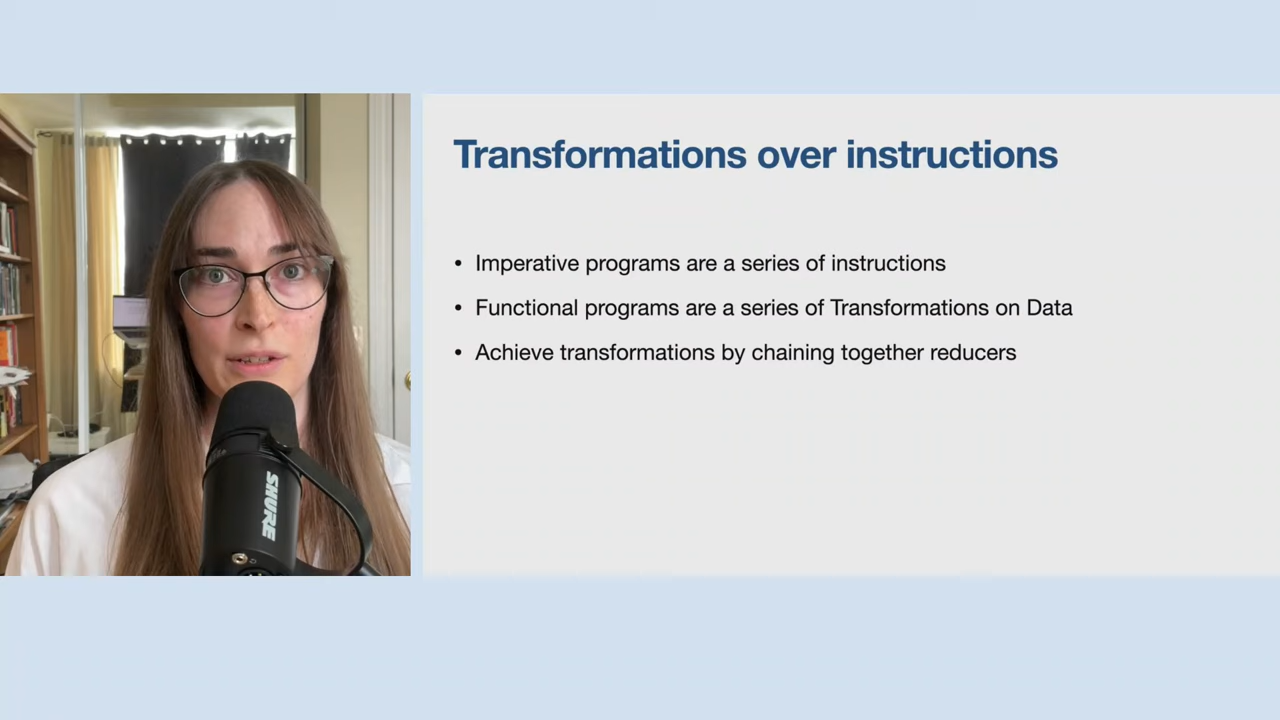 Transformations over instructions
• Imperative programs are a series of instructions
• Functional programs are a series of Transformations on Data
• Achieve transformations by chaining together reducers
SHURE